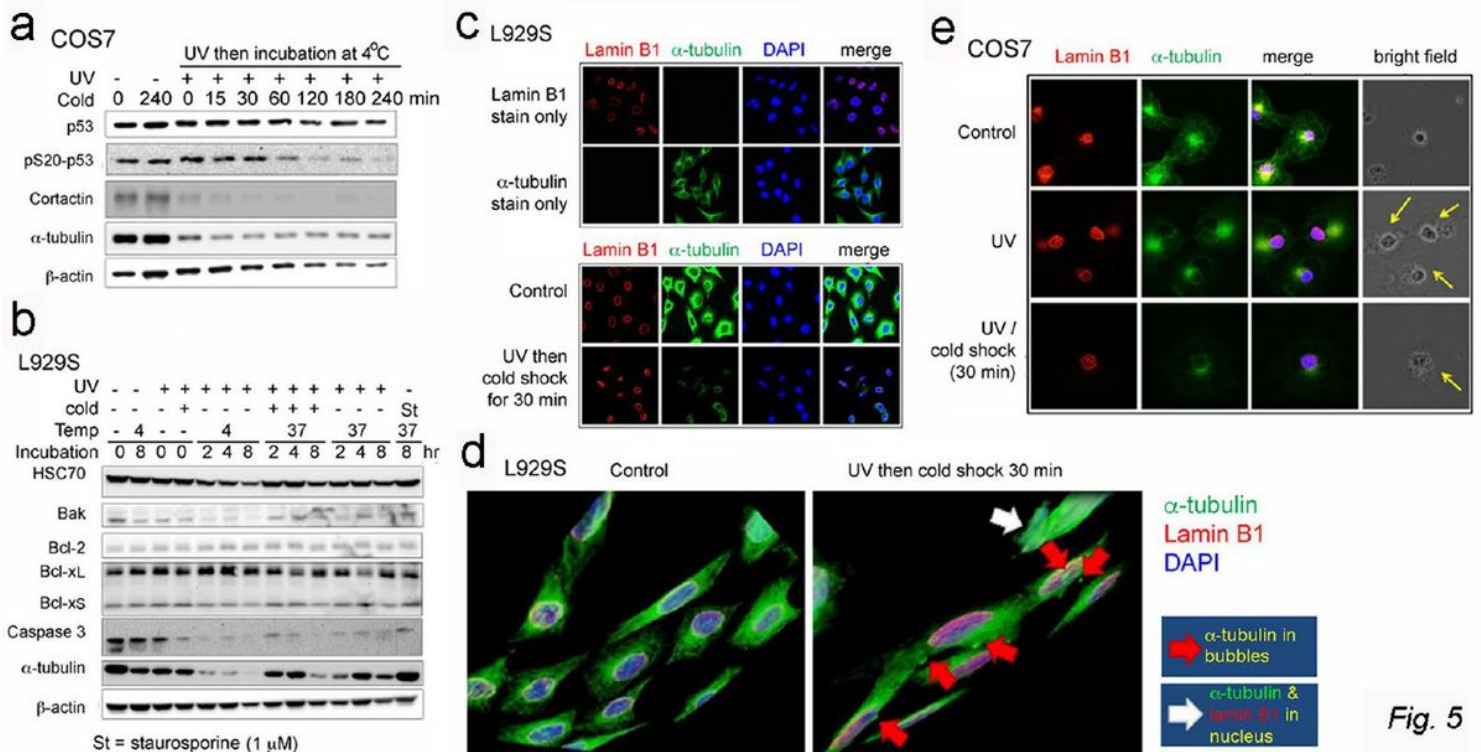 a
COS7
UV then incubation at 4°C
UV - - + + + + + + +
Cold 0 240 0 15 30 60 120 180 240 min
p53
pS20-p53
Cortactin
α-tubulin
β-actin
b
L929S
UV - - + + + + + + + + + + + -
cold - - - + - - - + + + - - - St
Temp - 4 - - 4 37 37 37
Incubation 0 8 0 0 2 4 8 2 4 8 2 4 8 8 hr
HSC70
Bak
Bcl-2
Bcl-xL
Bcl-xS
Caspase 3
α-tubulin
β-actin
St = staurosporine (1 μM)
c
L929S
Lamin B1 α-tubulin DAPI merge
Lamin B1
stain only
α-tubulin
stain only
Lamin B1 α-tubulin DAPI merge
Control
UV then
cold shock
for 30 min
d
L929S
Control
UV then cold shock 30 min
α-tubulin
Lamin B1
DAPI
α-tubulin in
bubbles
α-tubulin &
lamin B1 in
nucleus
e
COS7
Lamin B1 α-tubulin merge bright field
Control
UV
UV /
cold shock
(30 min)
Fig. 5